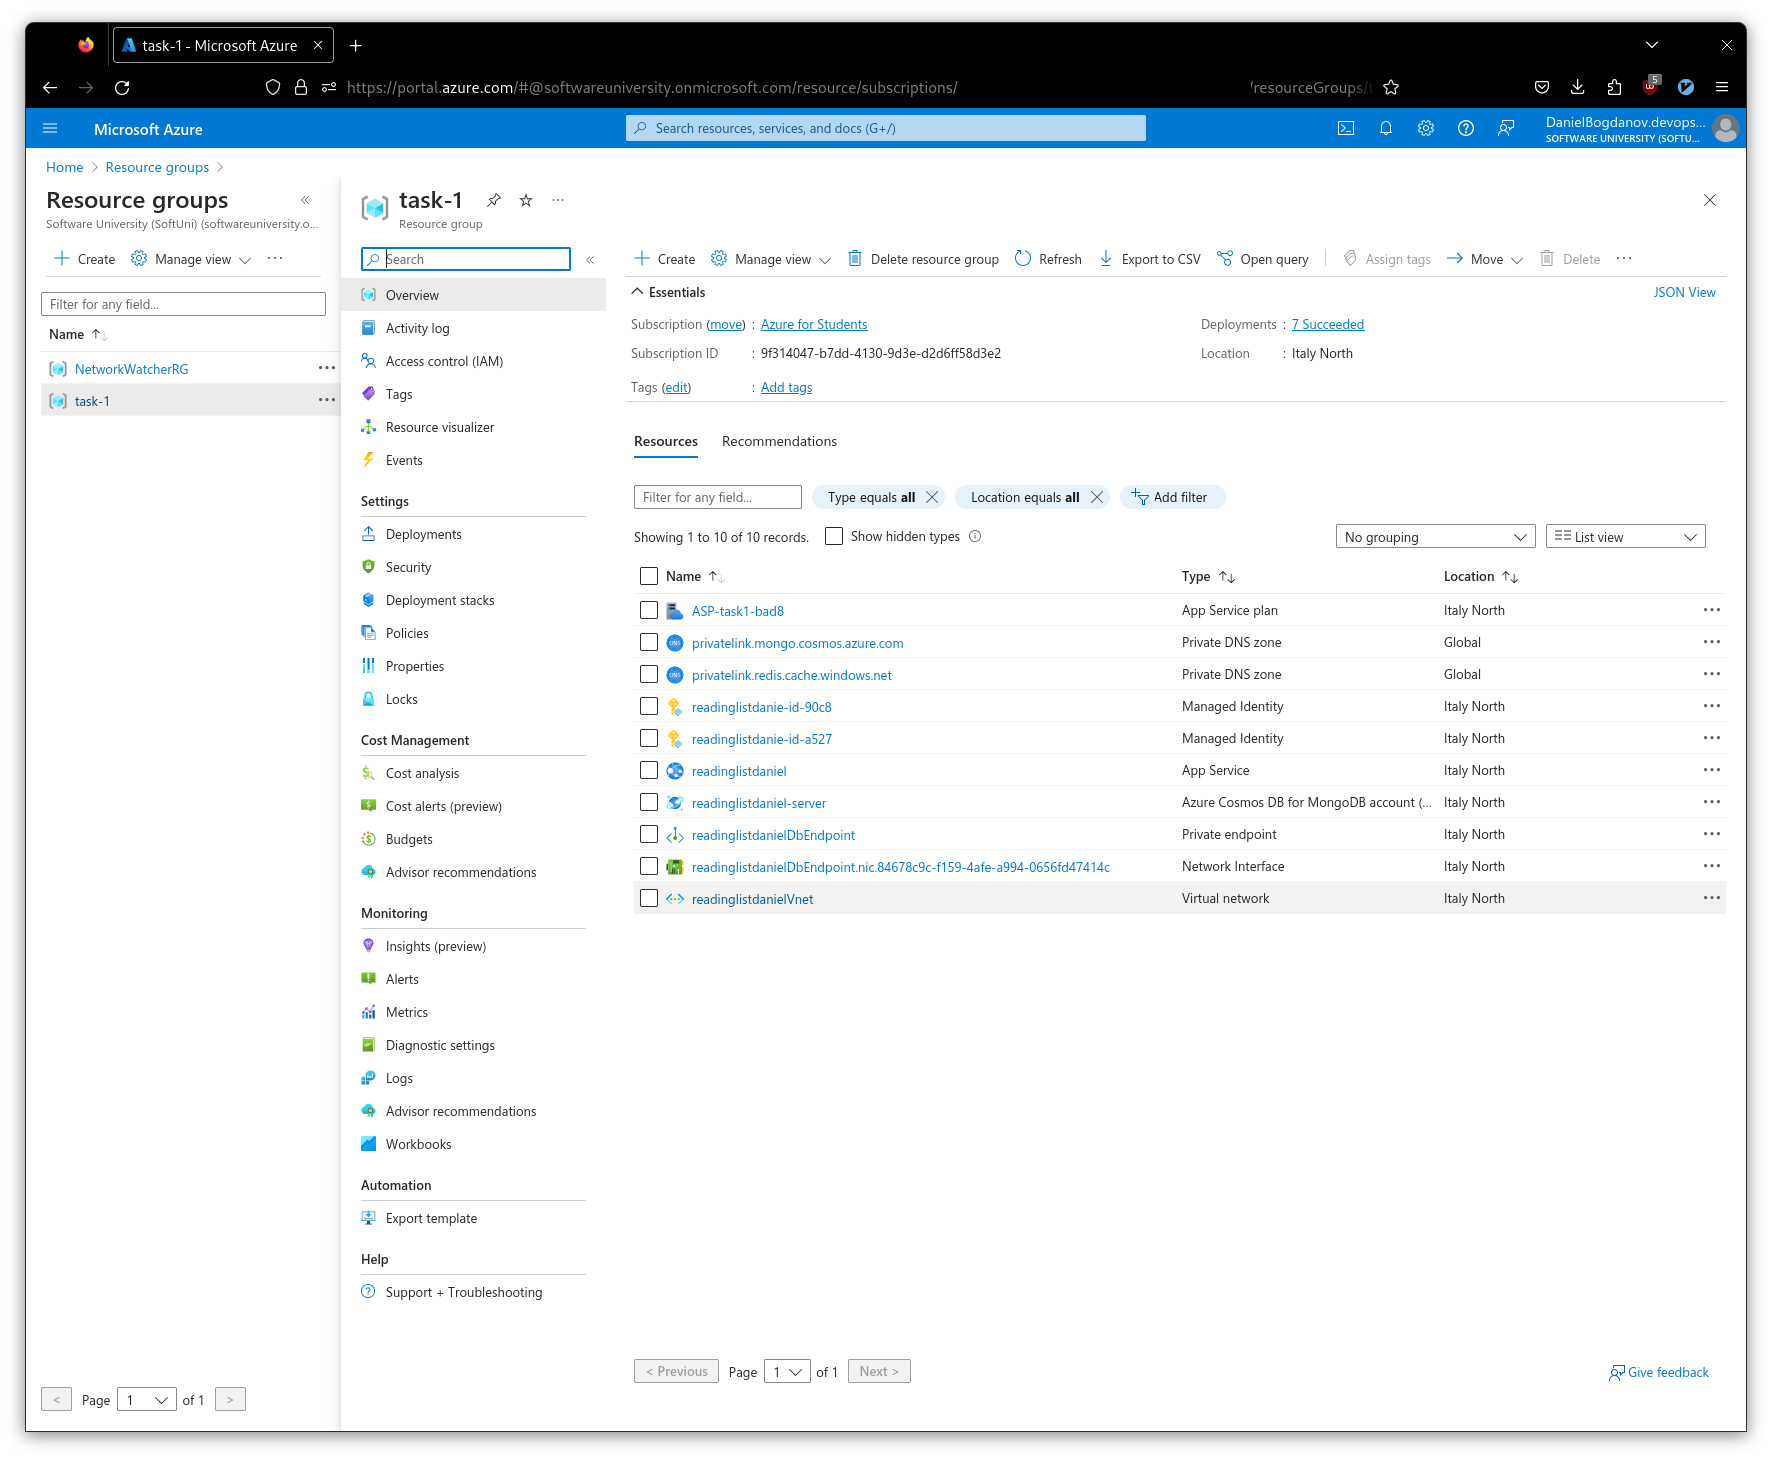 task-1 - Microsoft Azure
https://portal.azure.com/#@softwareuniversity.onmicrosoft.com/resource/subscriptions/
/resourceGroups/
5
Microsoft Azure
Search resources, services, and docs (G+/)
DanielBogdanov.devops...
SOFTWARE UNIVERSITY (SOFTU...
Home > Resource groups >
Resource groups
Software University (SoftUni) (softwareuniversity.o...
Create
Manage view
Filter for any field...
Name
NetworkWatcherRG
task-1
< Page 1 of 1 >
task-1
Resource group
Search
Overview
Activity log
Access control (IAM)
Tags
Resource visualizer
Events
Settings
Deployments
Security
Deployment stacks
Policies
Properties
Locks
Cost Management
Cost analysis
Cost alerts (preview)
Budgets
Advisor recommendations
Monitoring
Insights (preview)
Alerts
Metrics
Diagnostic settings
Logs
Advisor recommendations
Workbooks
Automation
Export template
Help
Support + Troubleshooting
Create Manage view Delete resource group Refresh Export to CSV Open query Assign tags Move Delete
Essentials
JSON View
Subscription (move) : Azure for Students
Deployments : 7 Succeeded
Subscription ID : 9f314047-b7dd-4130-9d3e-d2d6ff58d3e2
Location : Italy North
Tags (edit) : Add tags
Resources Recommendations
Filter for any field... Type equals all Location equals all Add filter
Showing 1 to 10 of 10 records. Show hidden types No grouping List view
Name Type Location
ASP-task1-bad8 App Service plan Italy North
privatelink.mongo.cosmos.azure.com Private DNS zone Global
privatelink.redis.cache.windows.net Private DNS zone Global
readinglistdanie-id-90c8 Managed Identity Italy North
readinglistdanie-id-a527 Managed Identity Italy North
readinglistdaniel App Service Italy North
readinglistdaniel-server Azure Cosmos DB for MongoDB account (... Italy North
readinglistdanielDbEndpoint Private endpoint Italy North
readinglistdanielDbEndpoint.nic.84678c9c-f159-4afe-a994-0656fd47414c Network Interface Italy North
readinglistdanielVnet Virtual network Italy North
< Previous Page 1 of 1 Next >
Give feedback